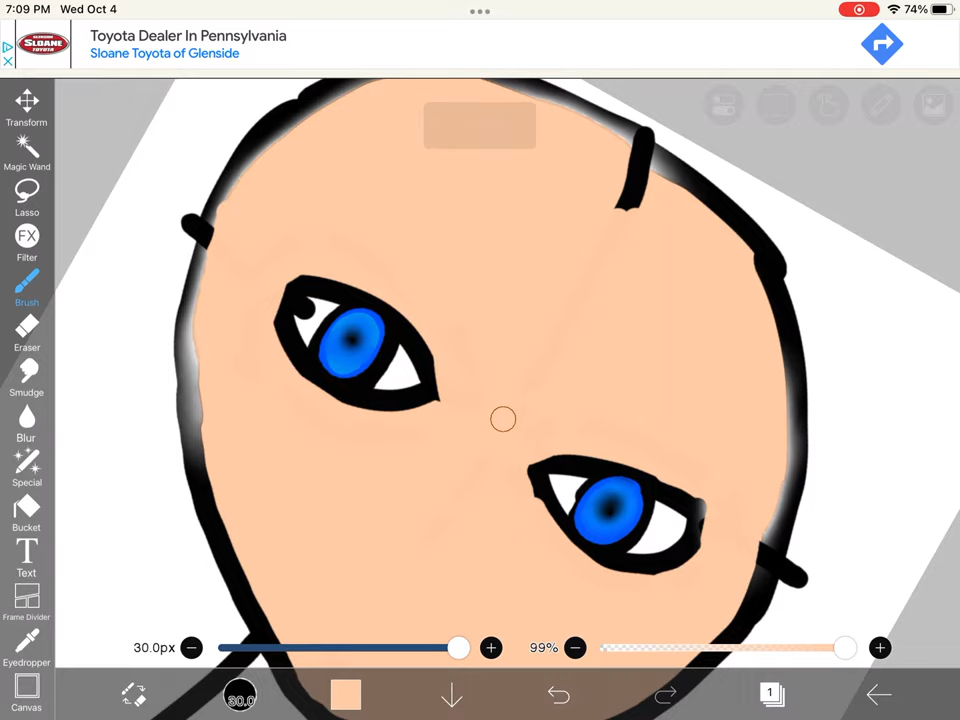 7:09 PM Wed Oct 4
74%
SLOANE
TOYOTA
Toyota Dealer In Pennsylvania
Sloane Toyota of Glenside
Transform
Magic Wand
Lasso
FX
Filter
Brush
Eraser
Smudge
Blur
Special
Bucket
T
Text
Frame Divider
Eyedropper
Canvas
30.0px
99%
30.0
1